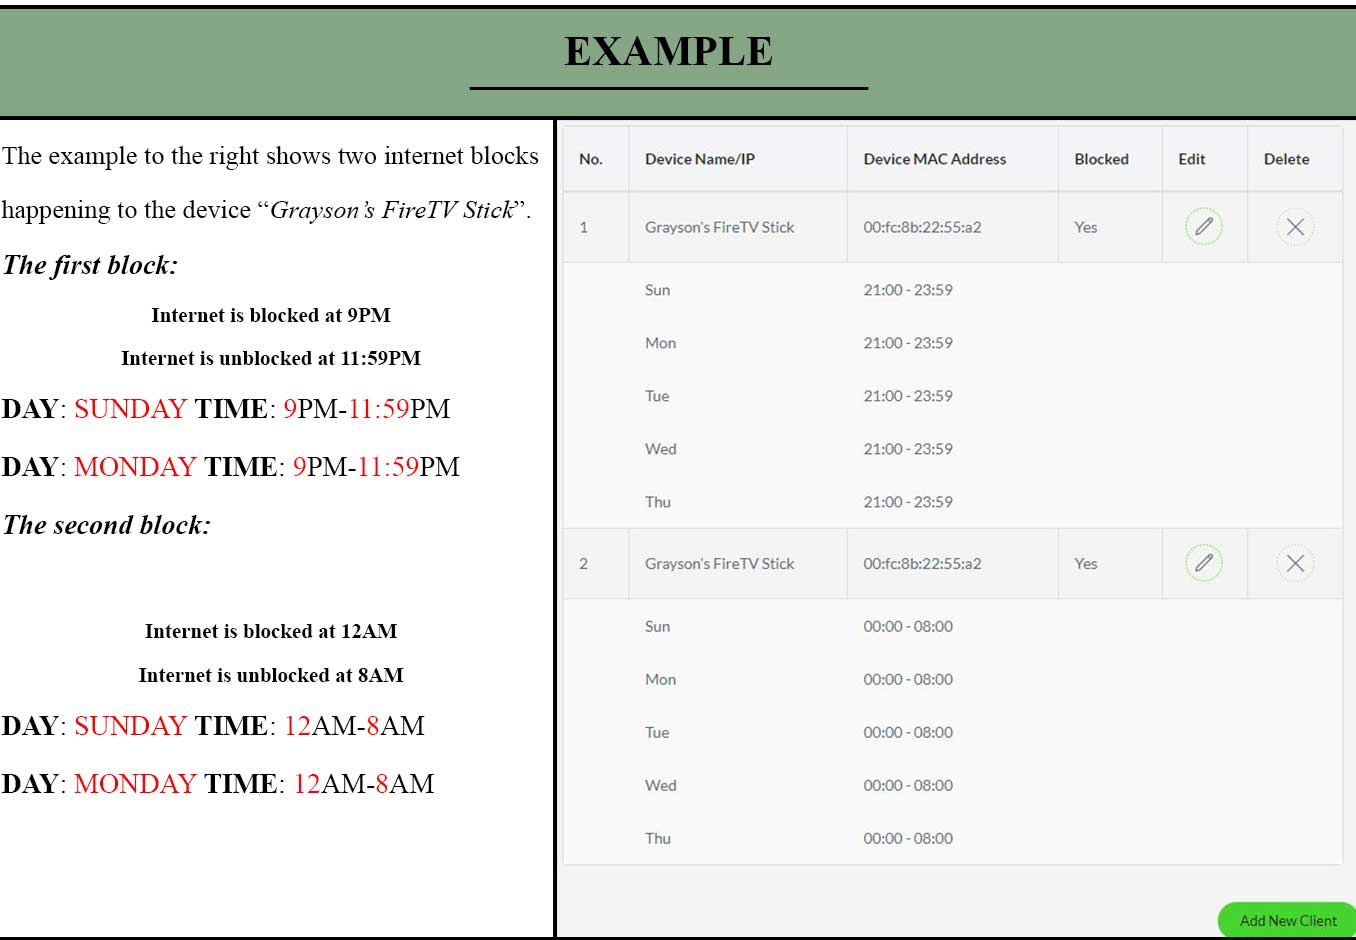 EXAMPLE
The example to the right shows two internet blocks
happening to the device “Grayson’s FireTV Stick”.
The first block:
Internet is blocked at 9PM
Internet is unblocked at 11:59PM
DAY: SUNDAY TIME: 9PM-11:59PM
DAY: MONDAY TIME: 9PM-11:59PM
The second block:
Internet is blocked at 12AM
Internet is unblocked at 8AM
DAY: SUNDAY TIME: 12AM-8AM
DAY: MONDAY TIME: 12AM-8AM
No. Device Name/IP Device MAC Address Blocked Edit Delete
1 Grayson's FireTV Stick 00:fc:8b:22:55:a2 Yes
Sun 21:00 - 23:59
Mon 21:00 - 23:59
Tue 21:00 - 23:59
Wed 21:00 - 23:59
Thu 21:00 - 23:59
2 Grayson's FireTV Stick 00:fc:8b:22:55:a2 Yes
Sun 00:00 - 08:00
Mon 00:00 - 08:00
Tue 00:00 - 08:00
Wed 00:00 - 08:00
Thu 00:00 - 08:00
Add New Client